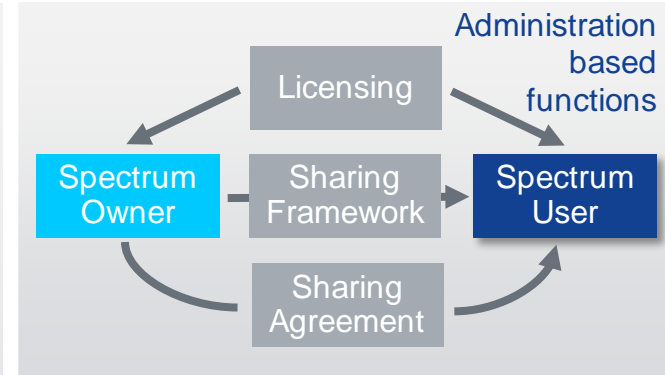 Administration
based
functions
Licensing
Spectrum
Owner
Sharing
Framework
Spectrum
User
Sharing
Agreement